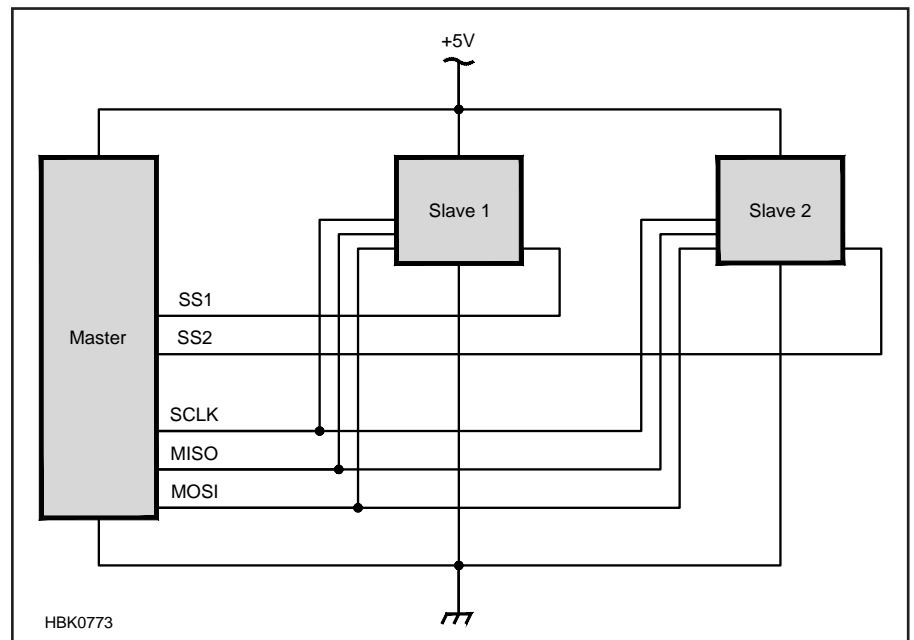 +5V
Slave 1
Slave 2
Master
SS1
SS2
SCLK
MISO
MOSI
HBK0773